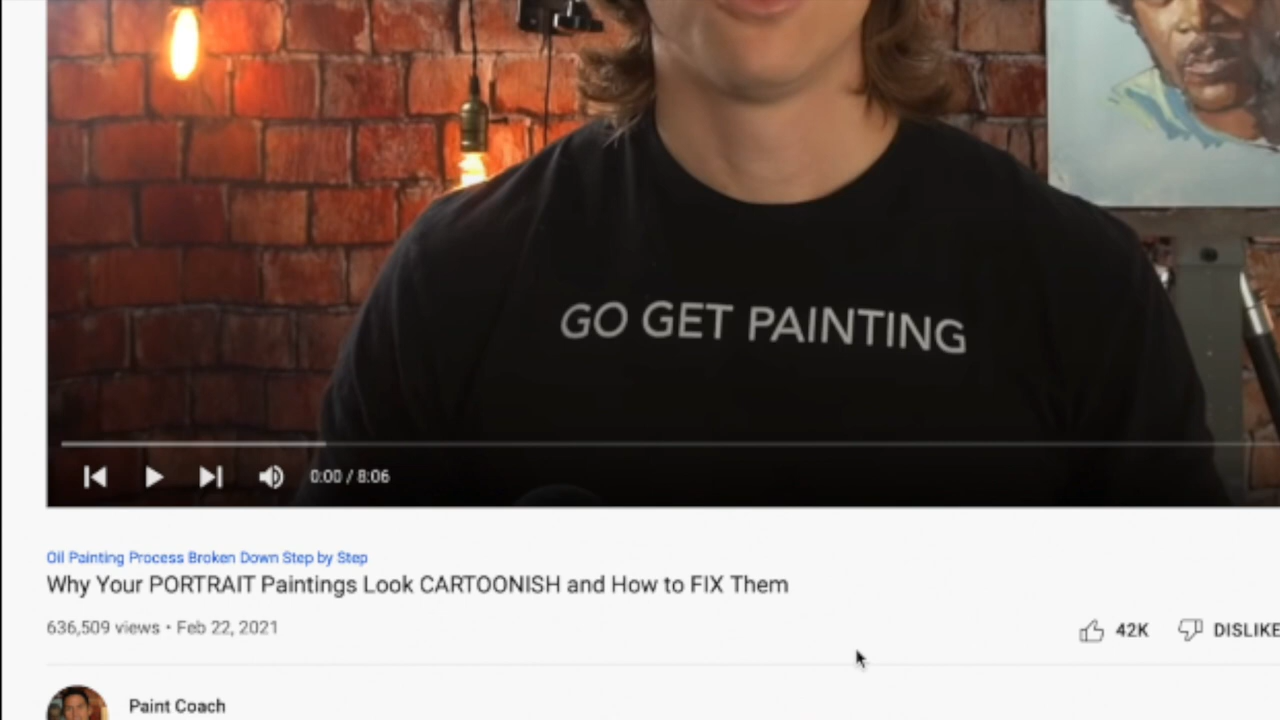 GO GET PAINTING
0:00 / 8:06
Oil Painting Process Broken Down Step by Step
Why Your PORTRAIT Paintings Look CARTOONISH and How to FIX Them
636,509 views • Feb 22, 2021
42K
DISLIKE
Paint Coach